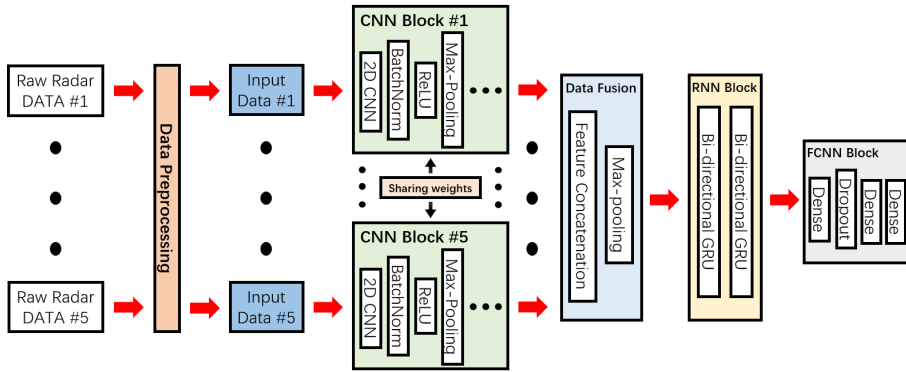 Raw Radar
DATA #1
Raw Radar
DATA #5
Data Preprocessing
Input
Data #1
Input
Data #5
CNN Block #1
2D CNN
BatchNorm
ReLU
Max-Pooling
Sharing weights
CNN Block #5
2D CNN
BatchNorm
ReLU
Max-Pooling
Data Fusion
Feature Concatenation
Max-pooling
RNN Block
Bi-directional GRU
Bi-directional GRU
FCNN Block
Dense
Dropout
Dense
Dense